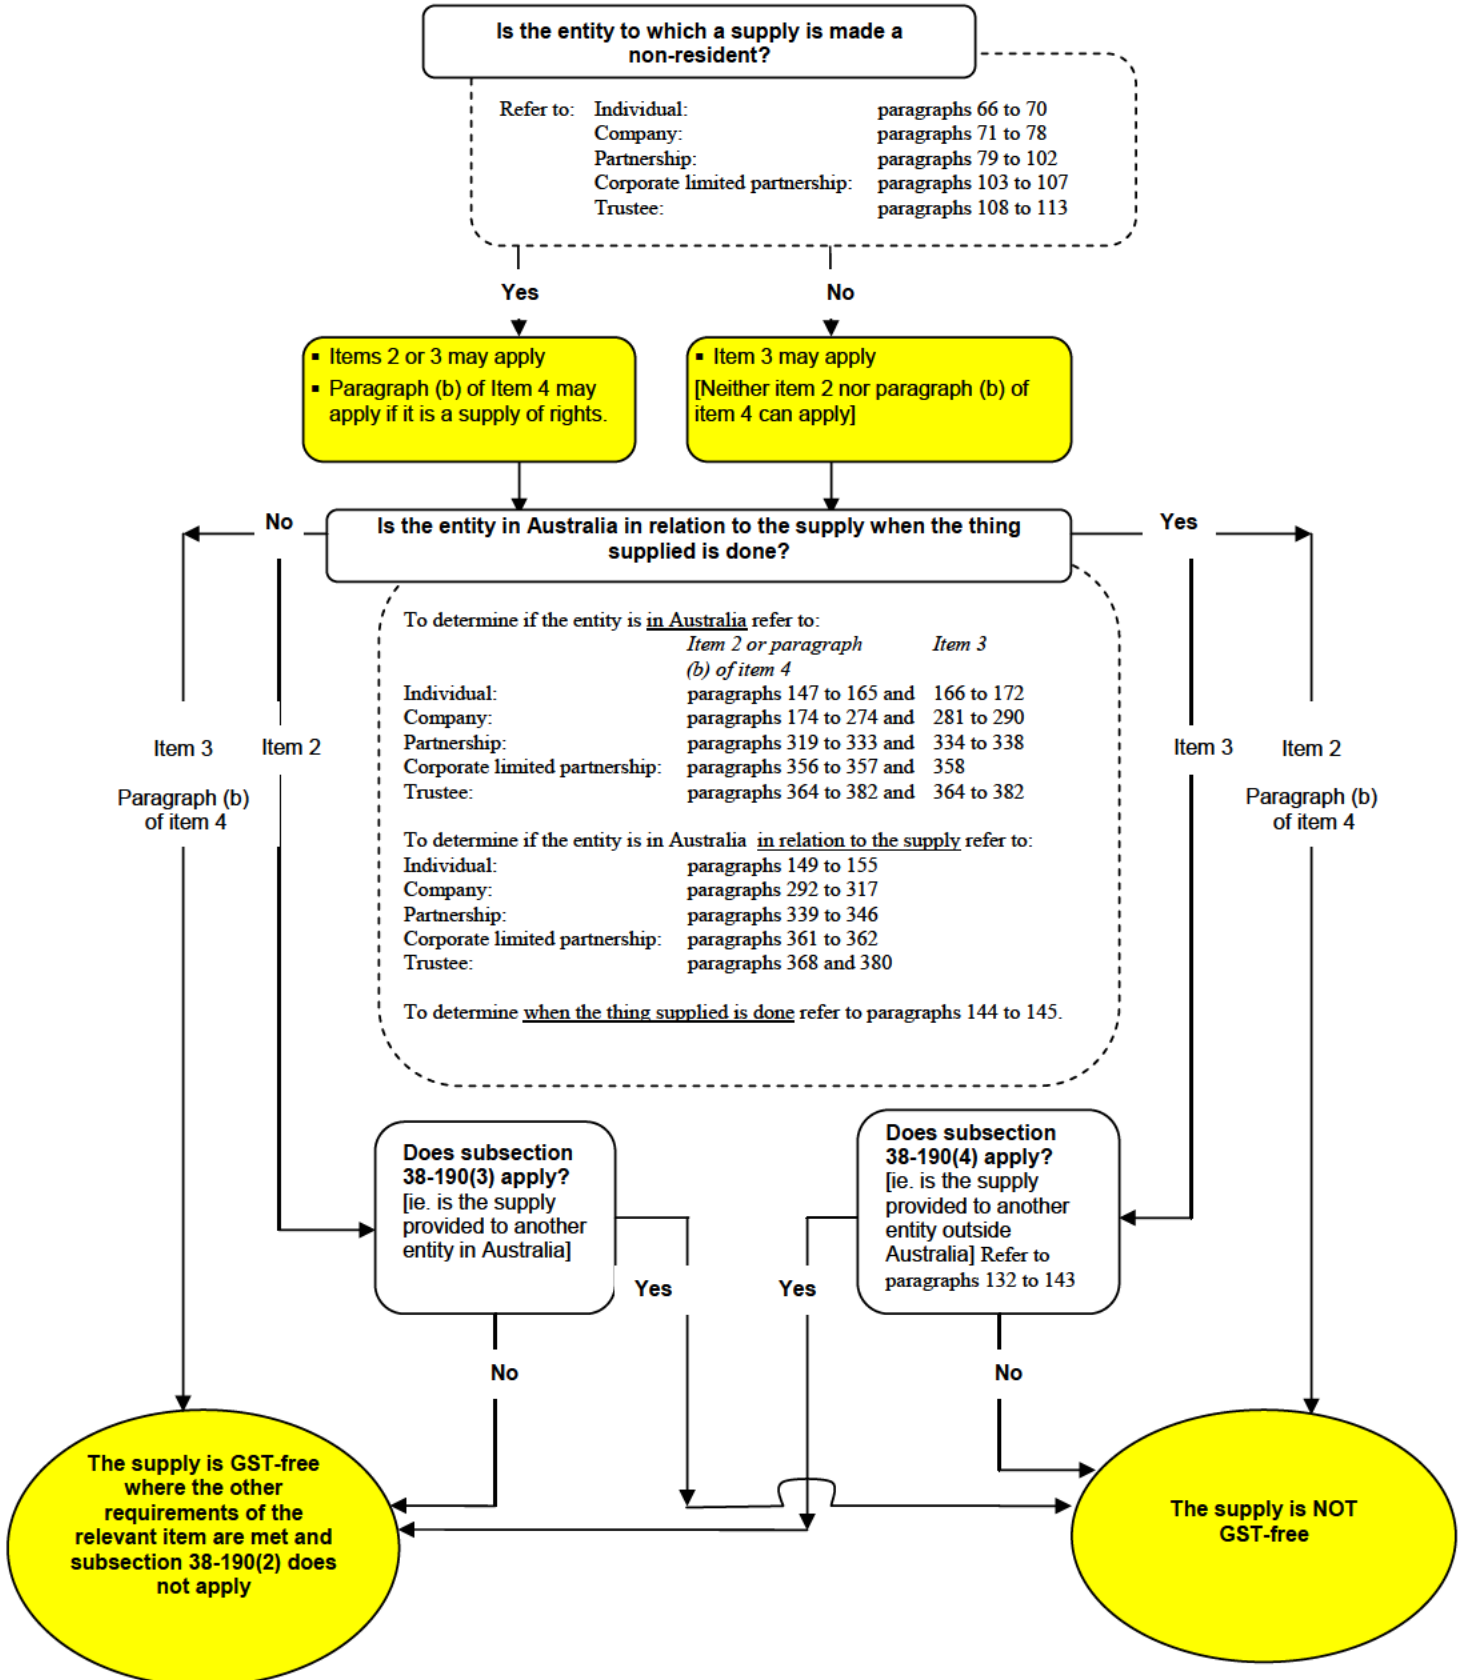 Is the entity to which a supply is made a
non-resident?
Refer to: Individual: paragraphs 66 to 70
Company: paragraphs 71 to 78
Partnership: paragraphs 79 to 102
Corporate limited partnership: paragraphs 103 to 107
Trustee: paragraphs 108 to 113
Yes
No
▪ Items 2 or 3 may apply
▪ Paragraph (b) of Item 4 may
apply if it is a supply of rights.
▪ Item 3 may apply
[Neither item 2 nor paragraph (b) of
item 4 can apply]
No
Is the entity in Australia in relation to the supply when the thing
supplied is done?
Yes
To determine if the entity is in Australia refer to:
Item 2 or paragraph Item 3
(b) of item 4
Individual: paragraphs 147 to 165 and 166 to 172
Company: paragraphs 174 to 274 and 281 to 290
Partnership: paragraphs 319 to 333 and 334 to 338
Corporate limited partnership: paragraphs 356 to 357 and 358
Trustee: paragraphs 364 to 382 and 364 to 382
To determine if the entity is in Australia in relation to the supply refer to:
Individual: paragraphs 149 to 155
Company: paragraphs 292 to 317
Partnership: paragraphs 339 to 346
Corporate limited partnership: paragraphs 361 to 362
Trustee: paragraphs 368 and 380
To determine when the thing supplied is done refer to paragraphs 144 to 145.
Item 3
Paragraph (b)
of item 4
Item 2
Item 3
Item 2
Paragraph (b)
of item 4
Does subsection
38-190(3) apply?
[ie. is the supply
provided to another
entity in Australia]
Does subsection
38-190(4) apply?
[ie. is the supply
provided to another
entity outside
Australia] Refer to
paragraphs 132 to 143
Yes
Yes
No
No
The supply is GST-free
where the other
requirements of the
relevant item are met and
subsection 38-190(2) does
not apply
The supply is NOT
GST-free